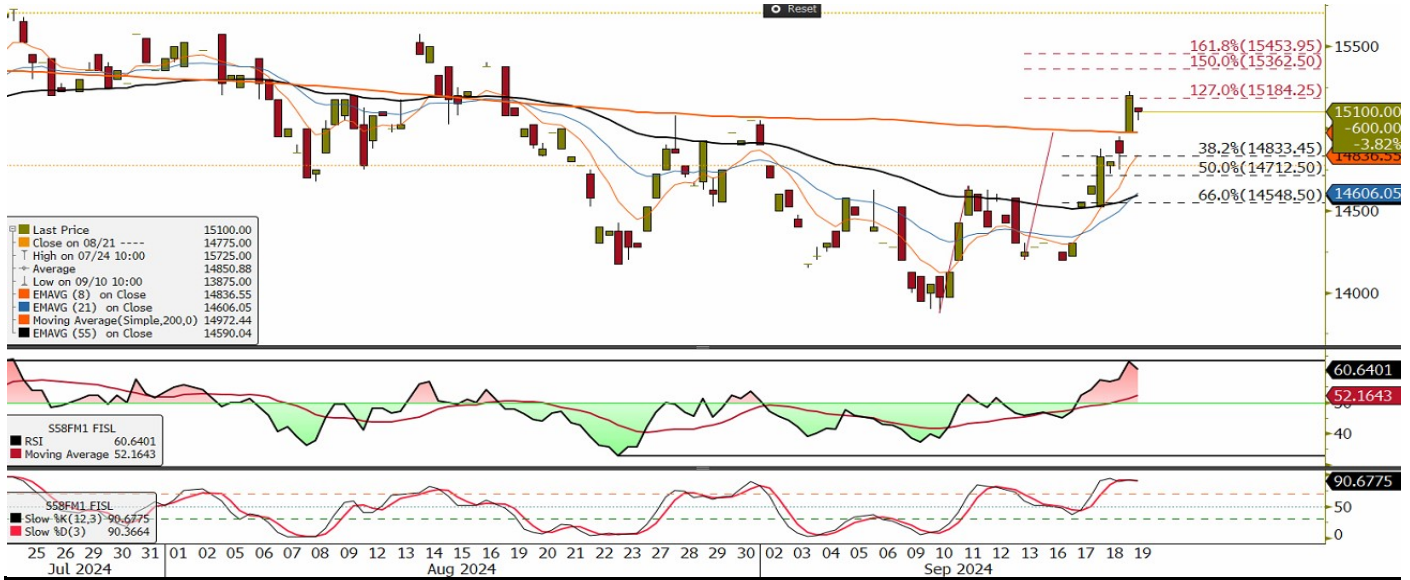 Reset
161.8%(15453.95)
150.0%(15362.50)
127.0%(15184.25)
38.2%(14833.45)
50.0%(14712.50)
66.0%(14548.50)
15500
15100.00
-600.00
-3.82%
14836.55
14606.05
14500
14000
Last Price 15100.00
Close on 08/21 ---- 14775.00
High on 07/24 10:00 15725.00
Average 14850.88
Low on 09/10 10:00 13875.00
EMAVG (8) on Close 14836.55
EMAVG (21) on Close 14606.05
Moving Average(Simple,200,0) 14972.44
EMAVG (55) on Close 14590.04
60.6401
52.1643
40
S58FM1 FISL
RSI 60.6401
Moving Average 52.1643
90.6775
50
0
S58FM1 FISL
Slow %K(12,3) 90.6775
Slow %D(3) 90.3664
25 26 29 30 31 01 02 05 06 07 08 09 12 13 14 15 16 19 20 21 22 23 27 28 29 30 02 03 04 05 06 09 10 11 12 13 16 17 18 19
Jul 2024 Aug 2024 Sep 2024